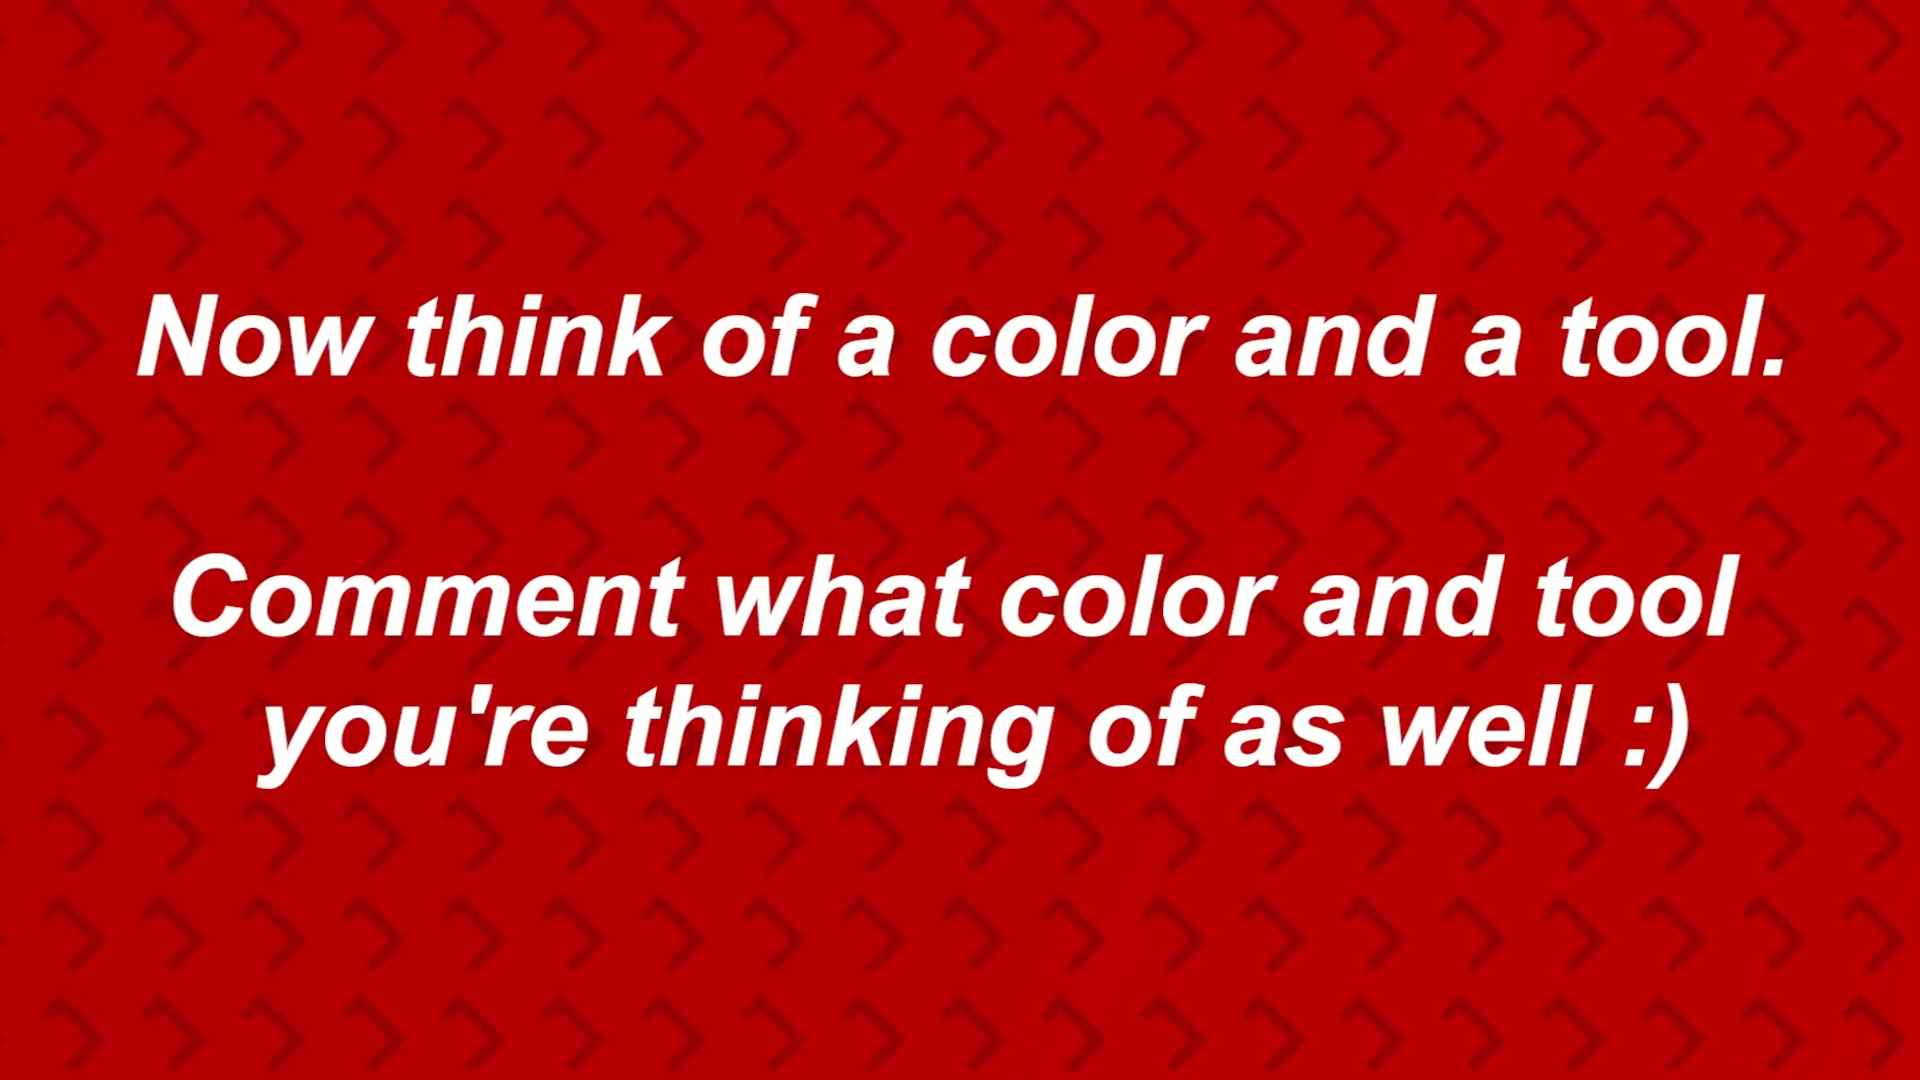 Now think of a color and a tool.
Comment what color and tool
you're thinking of as well :)